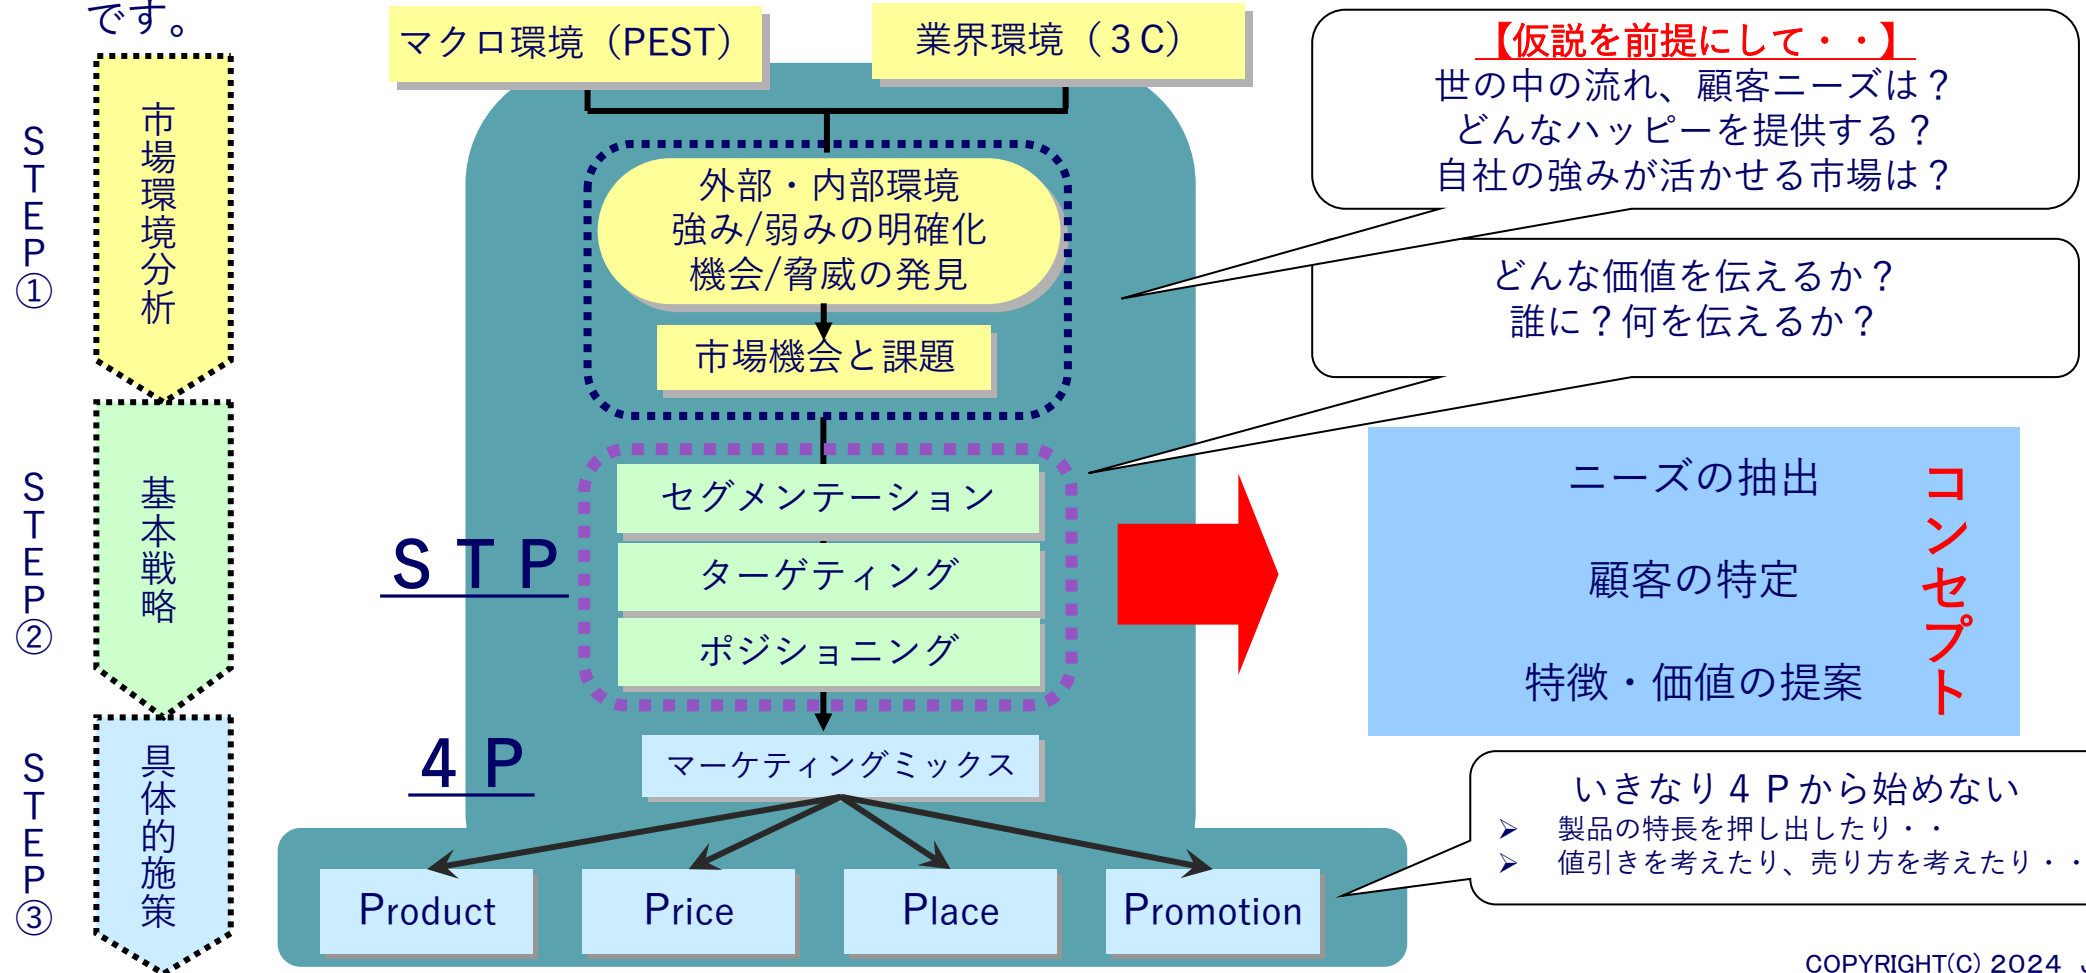 です。
マクロ環境（PEST）
業界環境（３C）
【仮説を前提にして・・】
世の中の流れ、顧客ニーズは？
どんなハッピーを提供する？
自社の強みが活かせる市場は？
STEP①
市場環境分析
外部・内部環境
強み/弱みの明確化
機会/脅威の発見
市場機会と課題
どんな価値を伝えるか？
誰に？何を伝えるか？
STEP②
基本戦略
ＳＴＰ
セグメンテーション
ターゲティング
ポジショニング
ニーズの抽出
顧客の特定
特徴・価値の提案
コンセプト
STEP③
具体的施策
４Ｐ
マーケティングミックス
Product
Price
Place
Promotion
いきなり４Ｐから始めない
➢ 製品の特長を押し出したり・・
➢ 値引きを考えたり、売り方を考えたり・・
COPYRIGHT(C) 2024